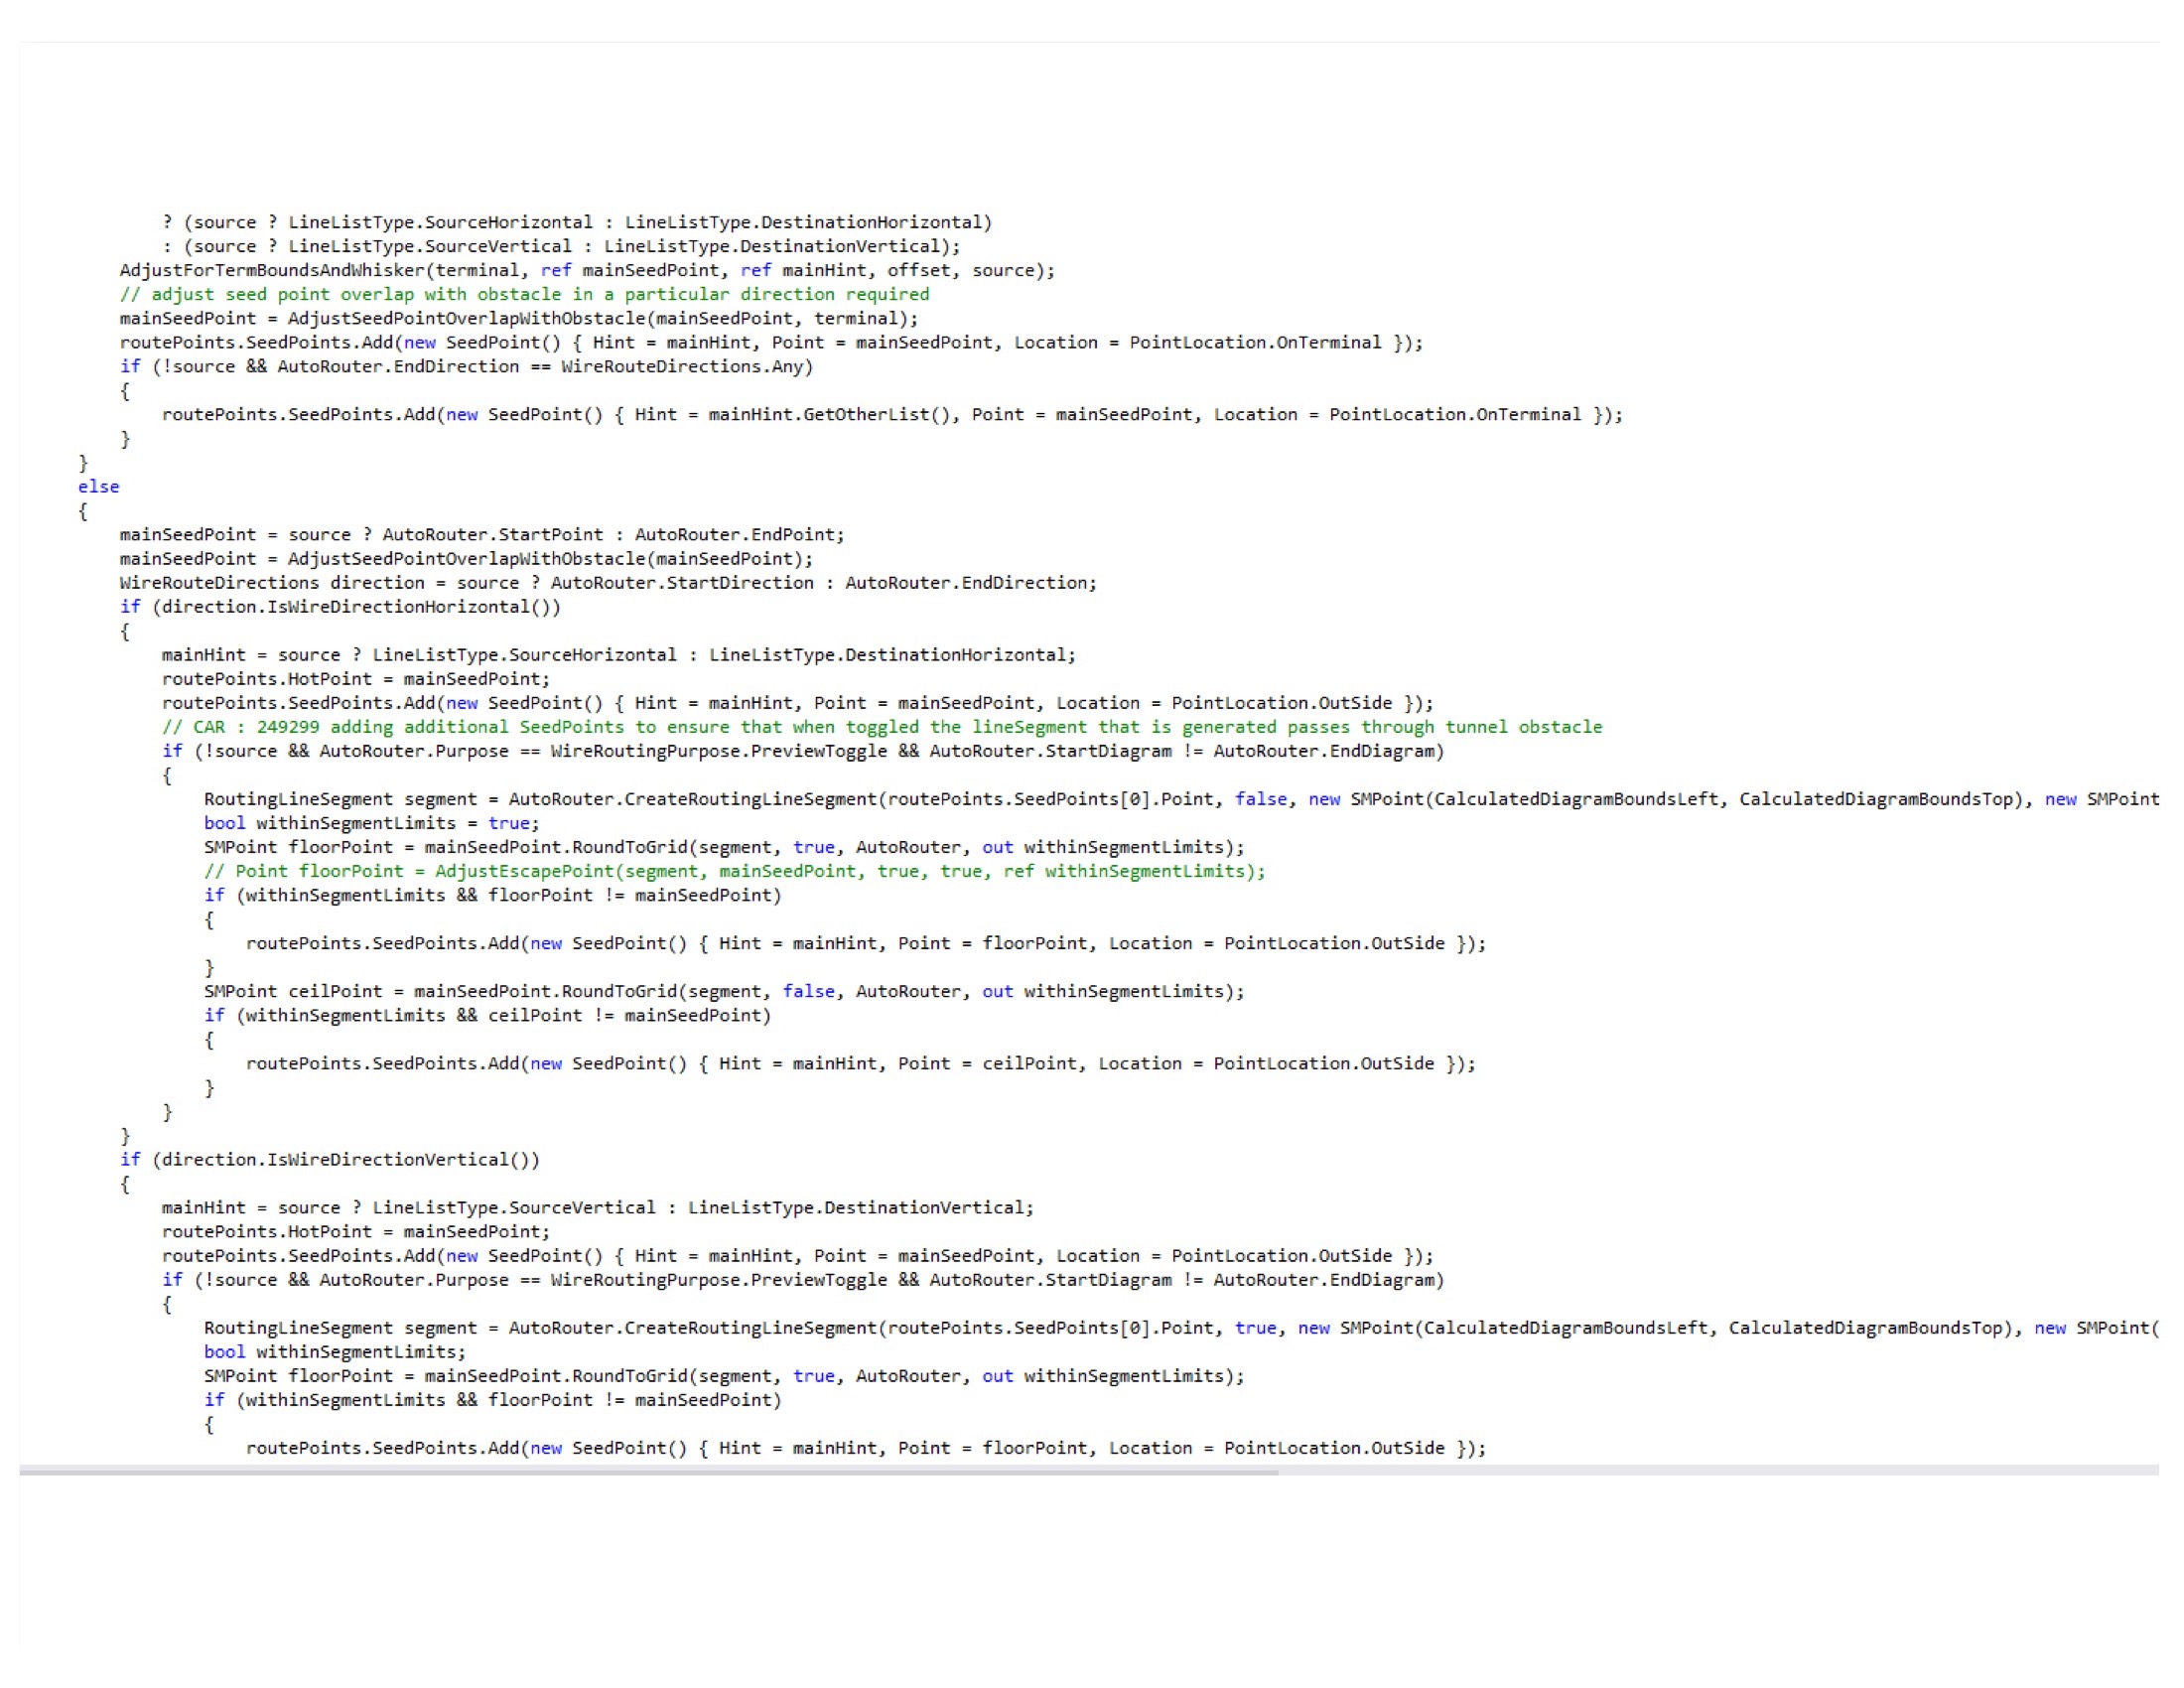 ? (source ? LineListType.SourceHorizontal : LineListType.DestinationHorizontal)
: (source ? LineListType.SourceVertical : LineListType.DestinationVertical);
AdjustForTermBoundsAndWhisker(terminal, ref mainSeedPoint, ref mainHint, offset, source);
// adjust seed point overlap with obstacle in a particular direction required
mainSeedPoint = AdjustSeedPointOverlapWithObstacle(mainSeedPoint, terminal);
routePoints.SeedPoints.Add(new SeedPoint() { Hint = mainHint, Point = mainSeedPoint, Location = PointLocation.OnTerminal });
if (!source && AutoRouter.EndDirection == WireRouteDirections.Any)
{
routePoints.SeedPoints.Add(new SeedPoint() { Hint = mainHint.GetOtherList(), Point = mainSeedPoint, Location = PointLocation.OnTerminal });
}
}
else
{
mainSeedPoint = source ? AutoRouter.StartPoint : AutoRouter.EndPoint;
mainSeedPoint = AdjustSeedPointOverlapWithObstacle(mainSeedPoint);
WireRouteDirections direction = source ? AutoRouter.StartDirection : AutoRouter.EndDirection;
if (direction.IsWireDirectionHorizontal())
{
mainHint = source ? LineListType.SourceHorizontal : LineListType.DestinationHorizontal;
routePoints.HotPoint = mainSeedPoint;
routePoints.SeedPoints.Add(new SeedPoint() { Hint = mainHint, Point = mainSeedPoint, Location = PointLocation.OutSide });
// CAR : 249299 adding additional SeedPoints to ensure that when toggled the lineSegment that is generated passes through tunnel obstacle
if (!source && AutoRouter.Purpose == WireRoutingPurpose.PreviewToggle && AutoRouter.StartDiagram != AutoRouter.EndDiagram)
{
RoutingLineSegment segment = AutoRouter.CreateRoutingLineSegment(routePoints.SeedPoints[0].Point, false, new SMPoint(CalculatedDiagramBoundsLeft, CalculatedDiagramBoundsTop), new SMPoint
bool withinSegmentLimits = true;
SMPoint floorPoint = mainSeedPoint.RoundToGrid(segment, true, AutoRouter, out withinSegmentLimits);
// Point floorPoint = AdjustEscapePoint(segment, mainSeedPoint, true, true, ref withinSegmentLimits);
if (withinSegmentLimits && floorPoint != mainSeedPoint)
{
routePoints.SeedPoints.Add(new SeedPoint() { Hint = mainHint, Point = floorPoint, Location = PointLocation.OutSide });
}
SMPoint ceilPoint = mainSeedPoint.RoundToGrid(segment, false, AutoRouter, out withinSegmentLimits);
if (withinSegmentLimits && ceilPoint != mainSeedPoint)
{
routePoints.SeedPoints.Add(new SeedPoint() { Hint = mainHint, Point = ceilPoint, Location = PointLocation.OutSide });
}
}
}
if (direction.IsWireDirectionVertical())
{
mainHint = source ? LineListType.SourceVertical : LineListType.DestinationVertical;
routePoints.HotPoint = mainSeedPoint;
routePoints.SeedPoints.Add(new SeedPoint() { Hint = mainHint, Point = mainSeedPoint, Location = PointLocation.OutSide });
if (!source && AutoRouter.Purpose == WireRoutingPurpose.PreviewToggle && AutoRouter.StartDiagram != AutoRouter.EndDiagram)
{
RoutingLineSegment segment = AutoRouter.CreateRoutingLineSegment(routePoints.SeedPoints[0].Point, true, new SMPoint(CalculatedDiagramBoundsLeft, CalculatedDiagramBoundsTop), new SMPoint(
bool withinSegmentLimits;
SMPoint floorPoint = mainSeedPoint.RoundToGrid(segment, true, AutoRouter, out withinSegmentLimits);
if (withinSegmentLimits && floorPoint != mainSeedPoint)
{
routePoints.SeedPoints.Add(new SeedPoint() { Hint = mainHint, Point = floorPoint, Location = PointLocation.OutSide });